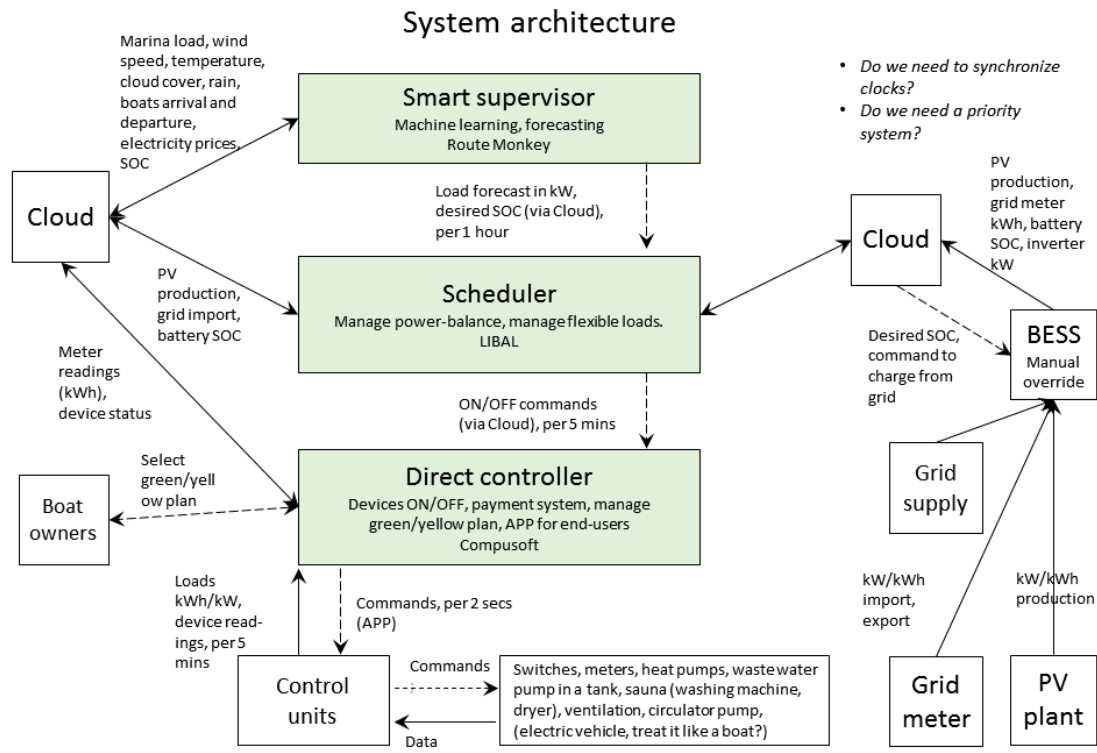 System architecture
Marina load, wind
speed, temperature,
cloud cover, rain,
boats arrival and
departure,
electricity prices,
SOC
Smart supervisor
Machine learning, forecasting
Route Monkey
• Do we need to synchronize
clocks?
• Do we need a priority
system?
Cloud
Load forecast in kW,
desired SOC (via Cloud),
per 1 hour
Cloud
PV
production,
grid meter
kWh, battery
SOC, inverter
kW
PV
production,
grid import,
battery SOC
Scheduler
Manage power-balance, manage flexible loads.
LIBAL
Desired SOC,
command to
charge from
grid
BESS
Manual
override
Meter
readings
(kWh),
device status
ON/OFF commands
(via Cloud), per 5 mins
Select
green/yell
ow plan
Boat
owners
Direct controller
Devices ON/OFF, payment system, manage
green/yellow plan, APP for end-users
Compusoft
Grid
supply
Loads
kWh/kW,
device read-
ings, per 5
mins
Commands, per 2 secs
(APP)
kW/kWh
import,
export
kW/kWh
production
Control
units
Commands
Data
Switches, meters, heat pumps, waste water
pump in a tank, sauna (washing machine,
dryer), ventilation, circulator pump,
(electric vehicle, treat it like a boat?)
Grid
meter
PV
plant